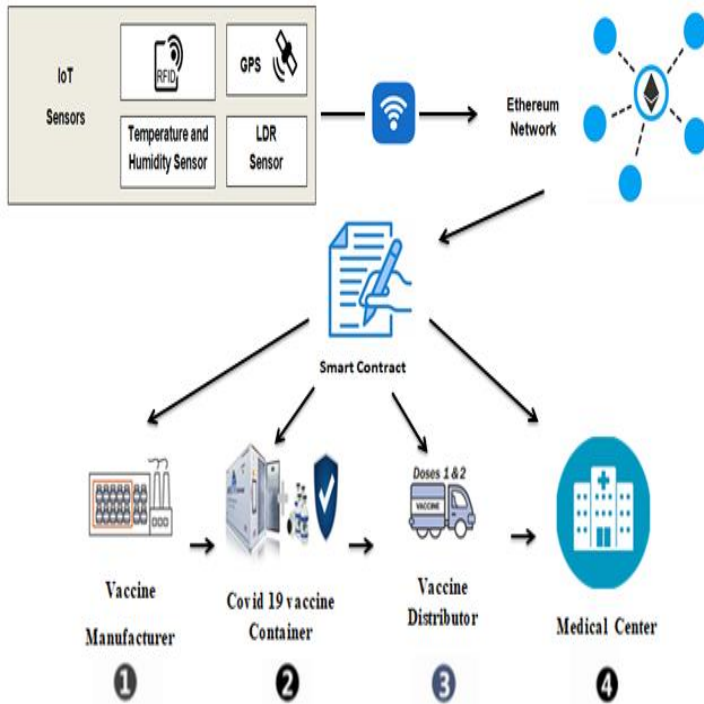 IoT
Sensors
RFID
GPS
Temperature and
Humidity Sensor
LDR
Sensor
Ethereum
Network
Smart Contract
Doses 1 & 2
VACCINE
Vaccine
Manufacturer
Covid 19 vaccine
Container
Vaccine
Distributor
Medical Center
1
2
3
4